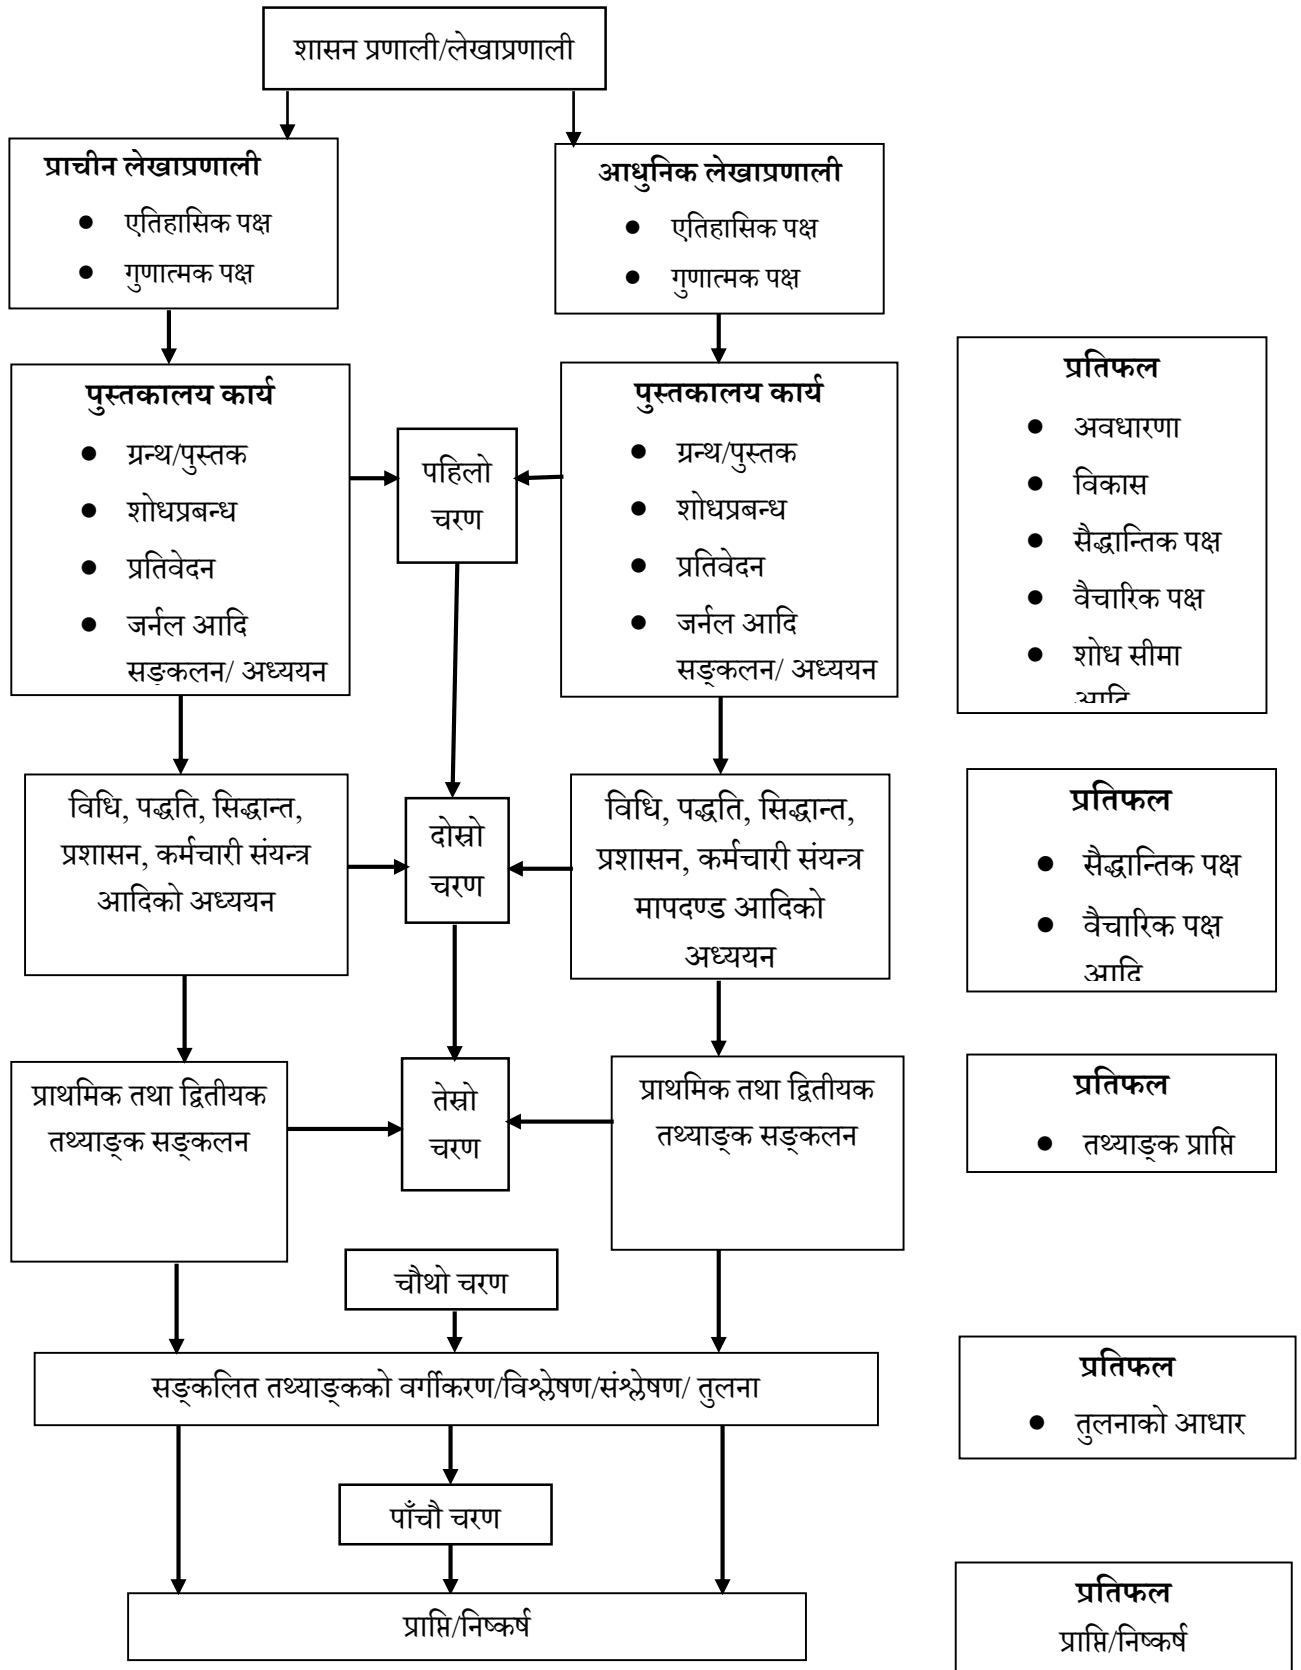 शासन प्रणाली/लेखाप्रणाली
प्राचीन लेखाप्रणाली
● एतिहासिक पक्ष
● गुणात्मक पक्ष
आधुनिक लेखाप्रणाली
● एतिहासिक पक्ष
● गुणात्मक पक्ष
पुस्तकालय कार्य
● ग्रन्थ/पुस्तक
● शोधप्रबन्ध
● प्रतिवेदन
● जर्नल आदि
सङ्कलन/ अध्ययन
पहिलो
चरण
पुस्तकालय कार्य
● ग्रन्थ/पुस्तक
● शोधप्रबन्ध
● प्रतिवेदन
● जर्नल आदि
सङ्कलन/ अध्ययन
प्रतिफल
● अवधारणा
● विकास
● सैद्धान्तिक पक्ष
● वैचारिक पक्ष
● शोध सीमा
आदि
विधि, पद्धति, सिद्धान्त,
प्रशासन, कर्मचारी संयन्त्र
आदिको अध्ययन
दोस्रो
चरण
विधि, पद्धति, सिद्धान्त,
प्रशासन, कर्मचारी संयन्त्र
मापदण्ड आदिको
अध्ययन
प्रतिफल
● सैद्धान्तिक पक्ष
● वैचारिक पक्ष
आदि
प्राथमिक तथा द्वितीयक
तथ्याङ्क सङ्कलन
तेस्रो
चरण
प्राथमिक तथा द्वितीयक
तथ्याङ्क सङ्कलन
प्रतिफल
● तथ्याङ्क प्राप्ति
चौथो चरण
सङ्कलित तथ्याङ्कको वर्गीकरण/विश्लेषण/संश्लेषण/ तुलना
प्रतिफल
● तुलनाको आधार
पाँचौ चरण
प्राप्ति/निष्कर्ष
प्रतिफल
प्राप्ति/निष्कर्ष